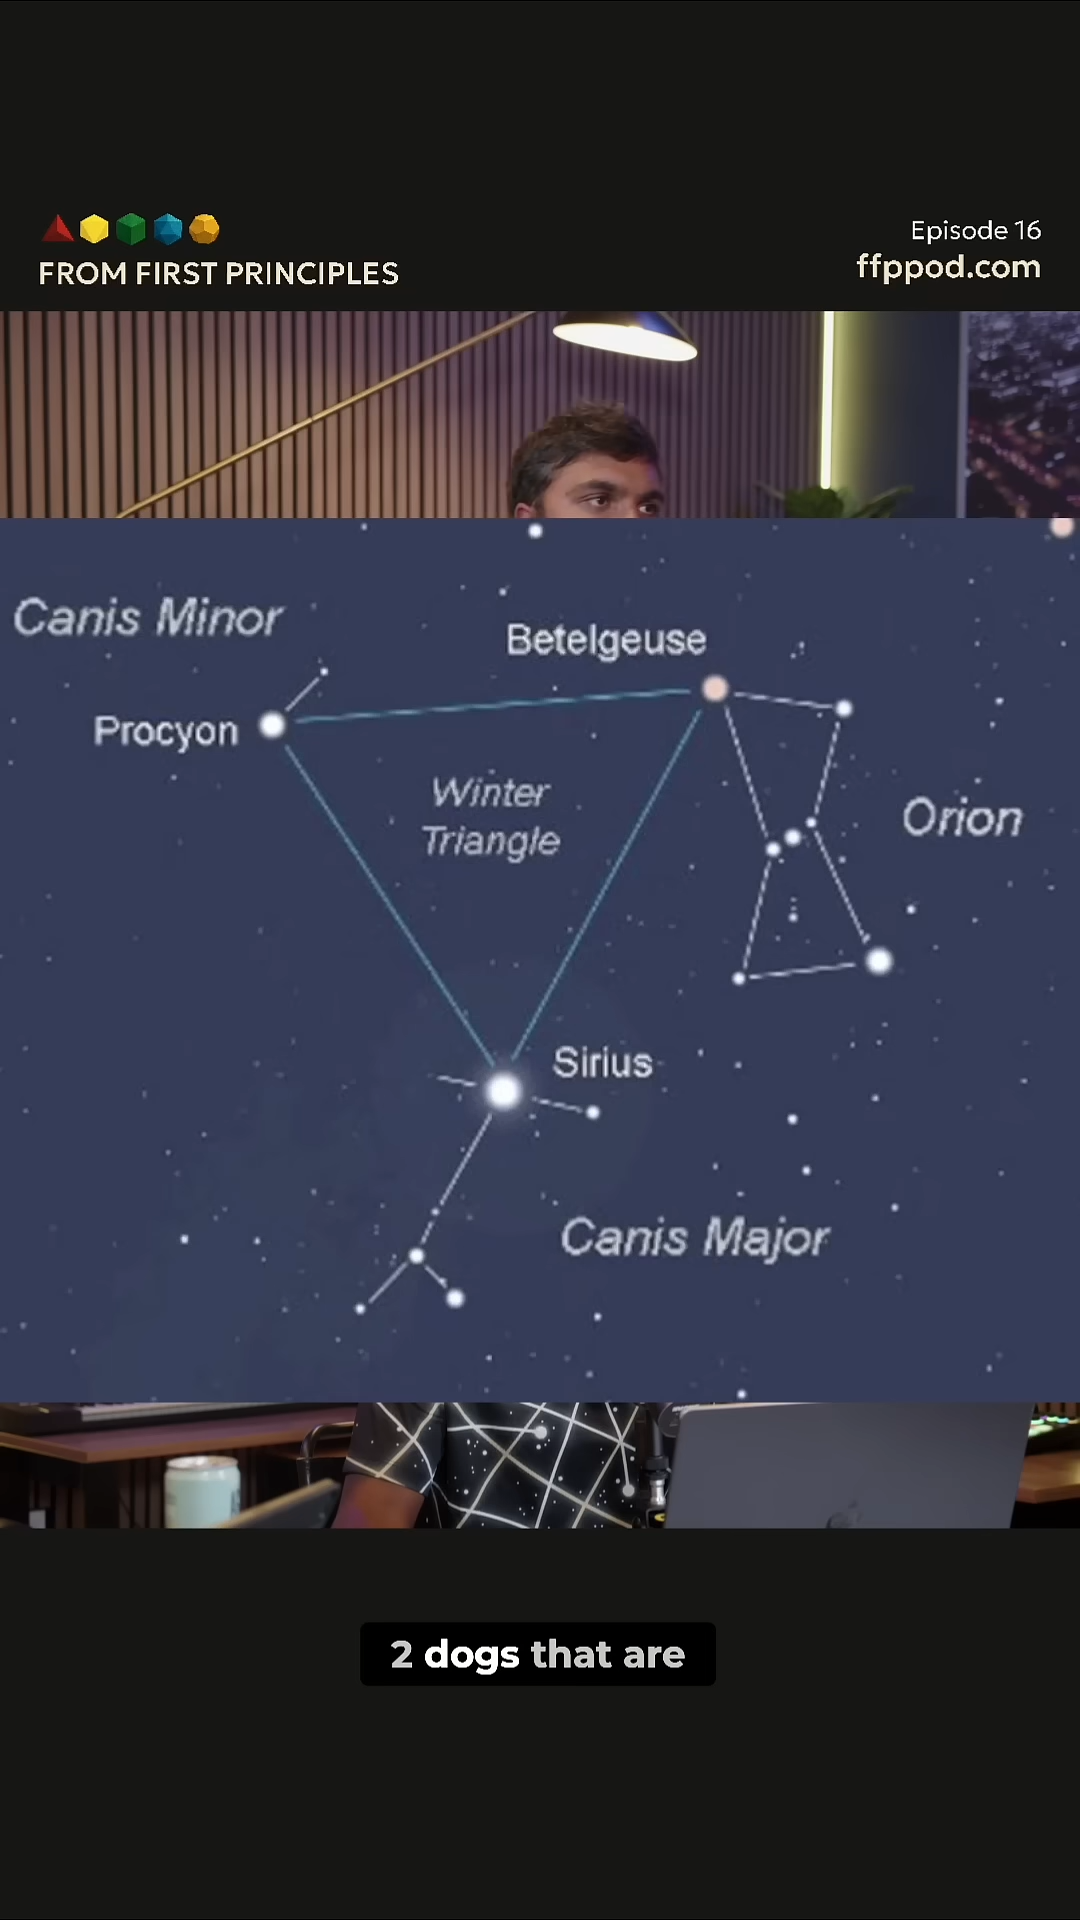 FROM FIRST PRINCIPLES
Episode 16
ffppod.com
Canis Minor
Betelgeuse
Procyon
Winter
Triangle
Orion
Sirius
Canis Major
2 dogs that are